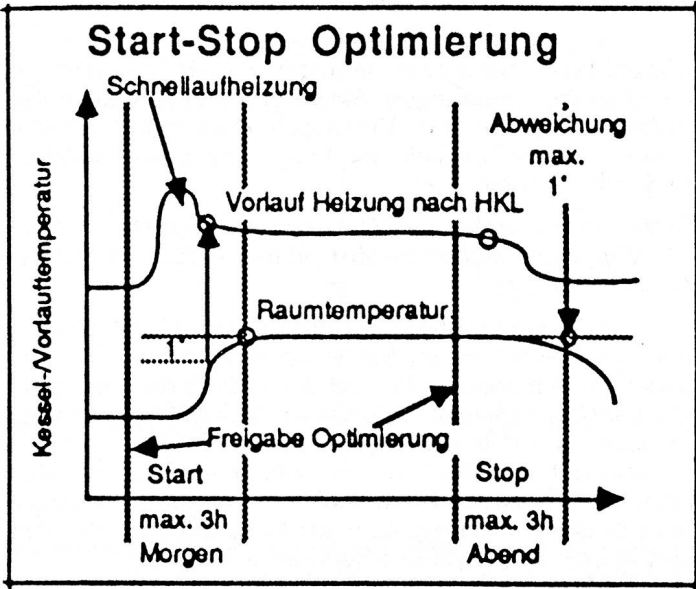 Start-Stop Optimierung
Schnellaufheizung
Abweichung
max.
1°
Vorlauf Heizung nach HKL
Kessel-/Vorlauftemperatur
Raumtemperatur
1°
Freigabe Optimierung
Start
Stop
max. 3h
max. 3h
Morgen
Abend